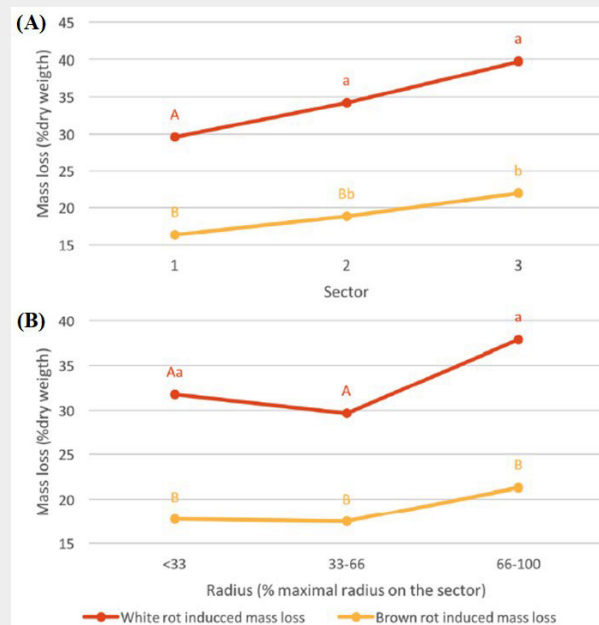 (A)
Mass loss (%dry weigth)
45
40
35
30
25
20
15
A
a
a
B
Bb
b
1
2
3
Sector
(B)
Mass loss (%dry weigth)
40
35
30
25
20
15
Aa
A
a
B
B
B
<33
33-66
66-100
Radius (% maximal radius on the sector)
White rot inducced mass loss
Brown rot induced mass loss